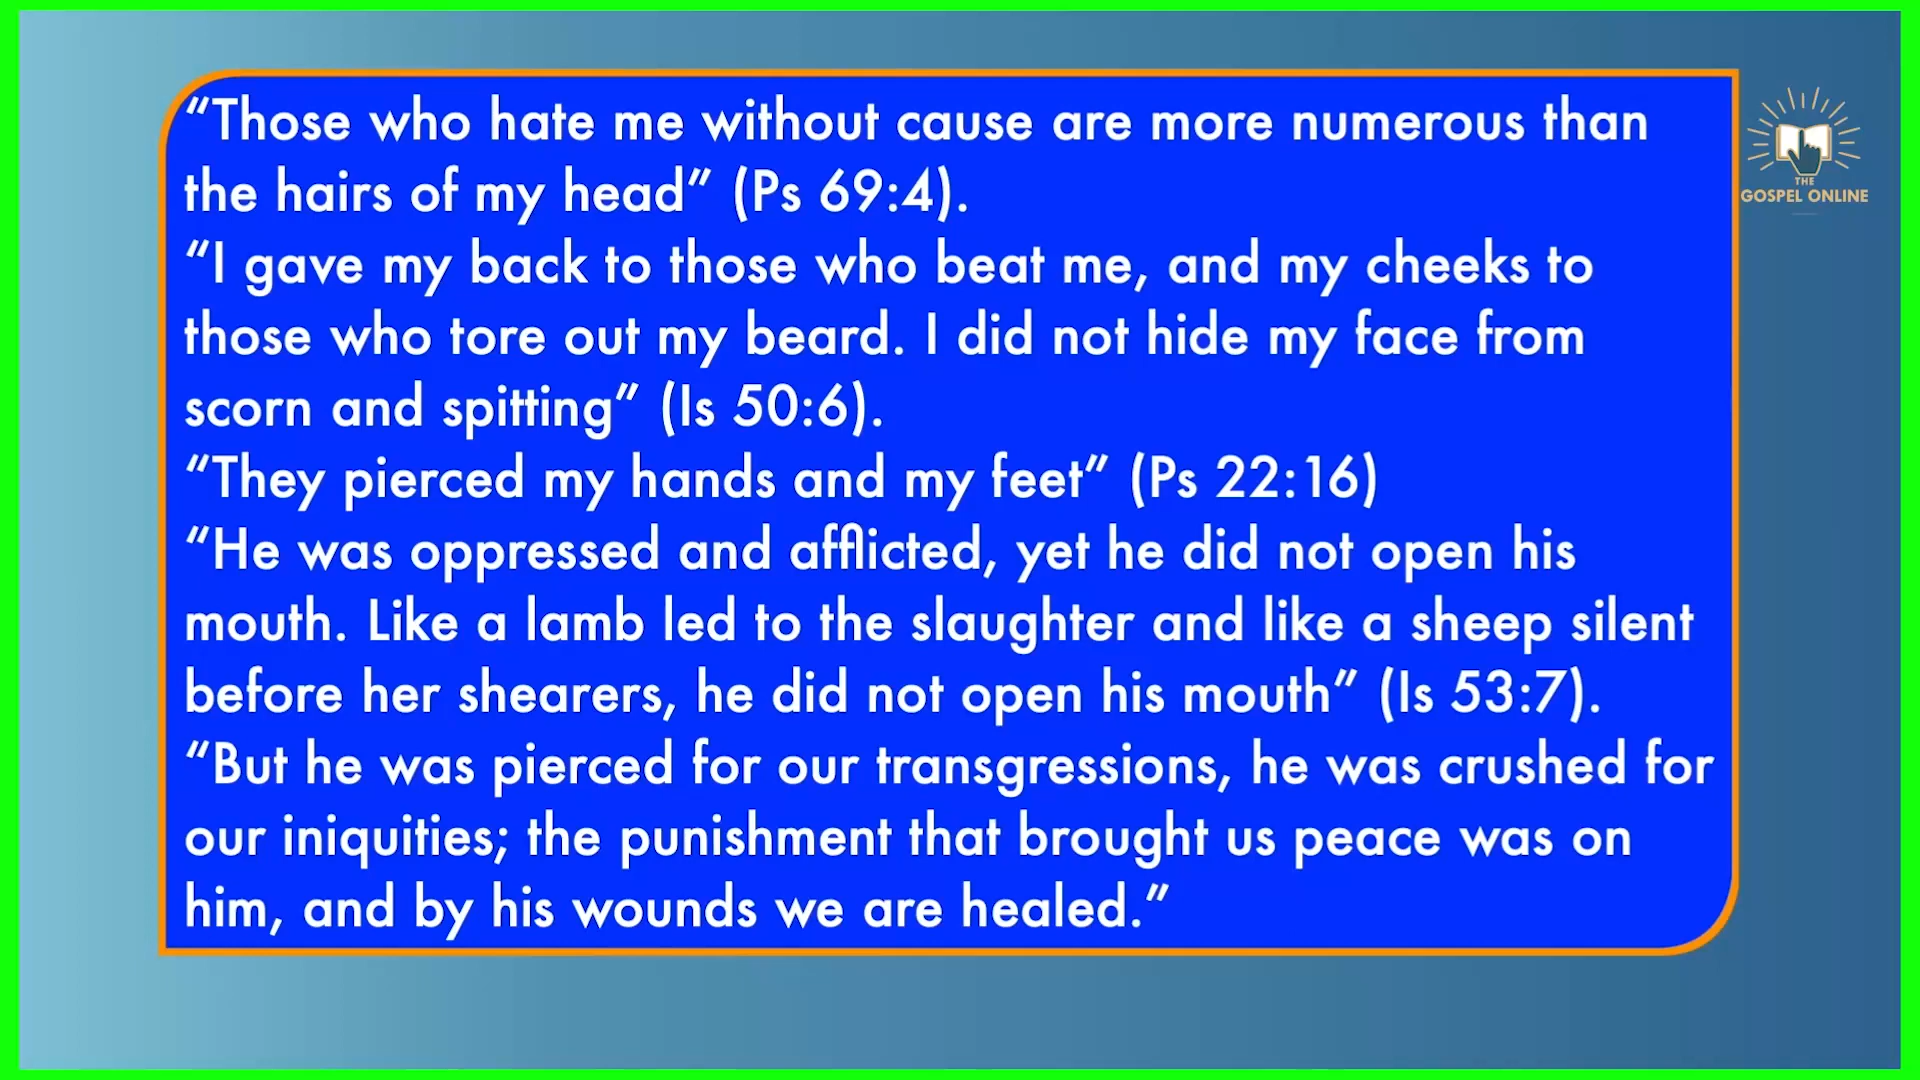 “Those who hate me without cause are more numerous than
the hairs of my head” (Ps 69:4).
“I gave my back to those who beat me, and my cheeks to
those who tore out my beard. I did not hide my face from
scorn and spitting” (Is 50:6).
“They pierced my hands and my feet” (Ps 22:16)
“He was oppressed and afflicted, yet he did not open his
mouth. Like a lamb led to the slaughter and like a sheep silent
before her shearers, he did not open his mouth” (Is 53:7).
“But he was pierced for our transgressions, he was crushed for
our iniquities; the punishment that brought us peace was on
him, and by his wounds we are healed.”
THE
GOSPEL ONLINE